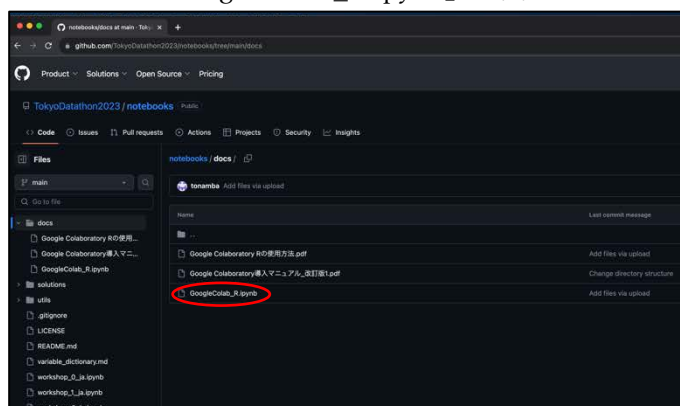 notebooks/docs at main · Toky
github.com/TokyoDatathon2023/notebooks/tree/main/docs
Product Solutions Open Source Pricing
TokyoDatathon2023 / notebooks Public
Code Issues Pull requests Actions Projects Security Insights
Files
notebooks / docs /
main
tonamba Add files via upload
Go to file
Name Last commit message
docs
..
Google Colaboratory Rの使用...
Google Colaboratory Rの使用方法.pdf Add files via upload
Google Colaboratory導入マニ...
Google Colaboratory導入マニュアル_改訂版1.pdf Change directory structure
GoogleColab_R.ipynb
GoogleColab_R.ipynb Add files via upload
solutions
utils
.gitignore
LICENSE
README.md
variable_dictionary.md
workshop_0_ja.ipynb
workshop_1_ja.ipynb